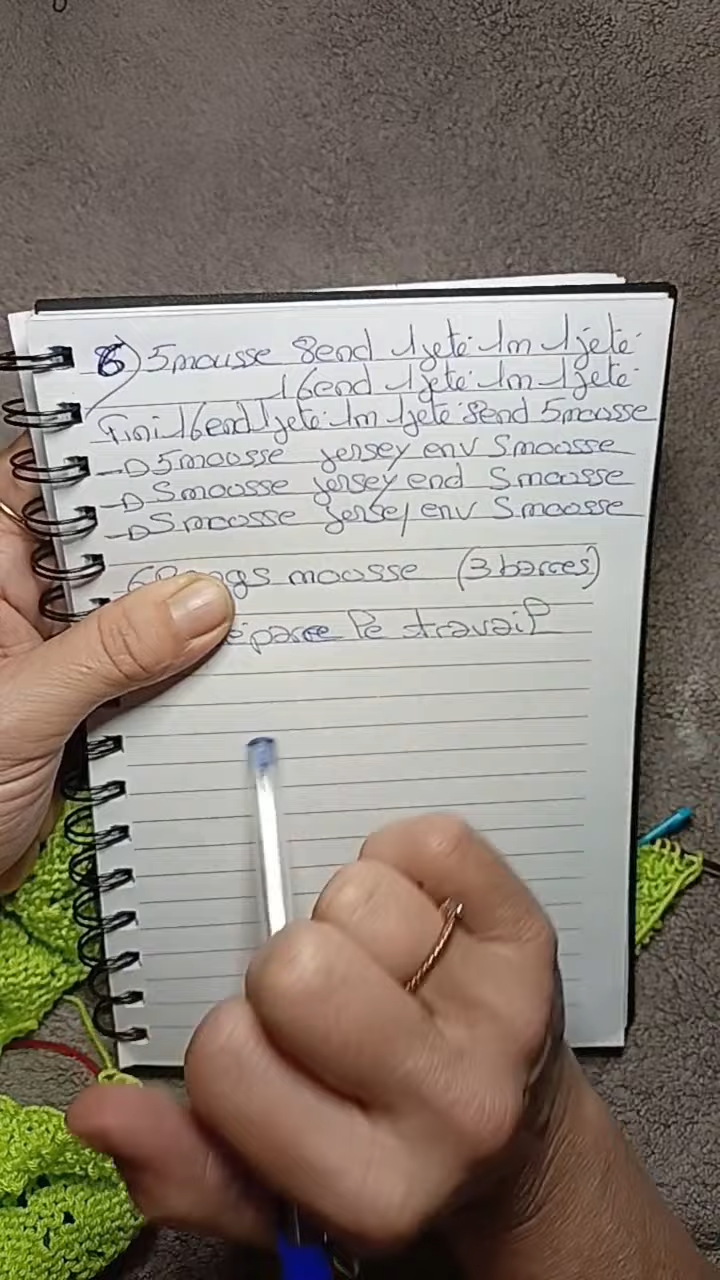 6) 5mousse 8end 1jeté 1m 1jeté
16end 1jeté 1m 1jeté
Fini 16end 1jeté 1m 1jeté 8end 5mousse
→ 5mousse jersey env 5mousse
→ 5mousse jersey end 5mousse
→ 5mousse jersey env 5mousse
mousse (3 barres)
le travail